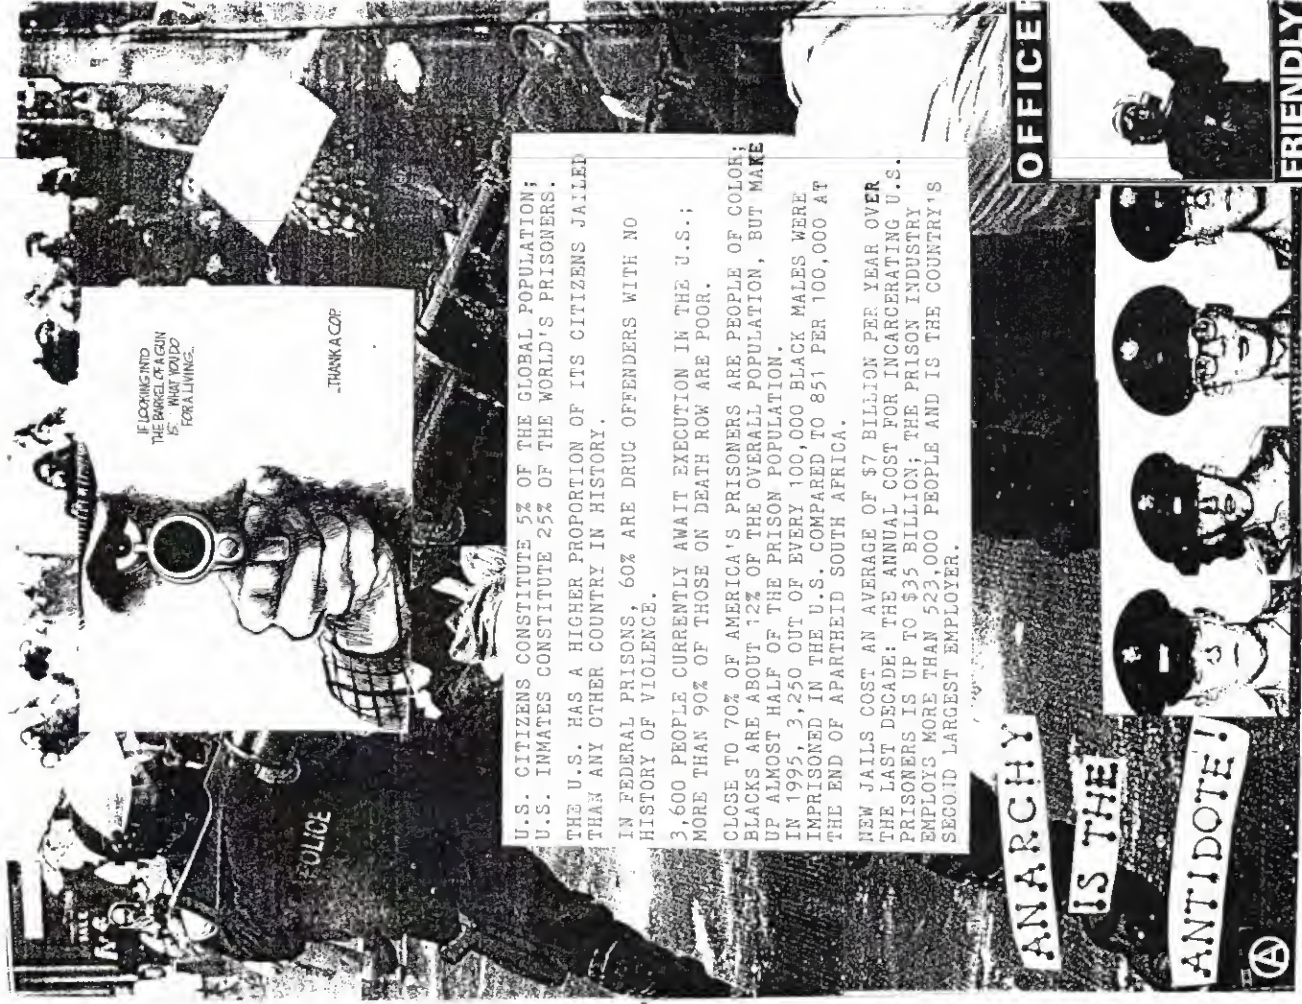 IF LOOKING INTO
THE BARREL OF A GUN
IS WHAT YOU DO
FOR A LIVING...
...THANK A COP.
POLICE
U.S. CITIZENS CONSTITUTE 5% OF THE GLOBAL POPULATION;
U.S. INMATES CONSTITUTE 25% OF THE WORLD'S PRISONERS.
THE U.S. HAS A HIGHER PROPORTION OF ITS CITIZENS JAILED
THAN ANY OTHER COUNTRY IN HISTORY.
IN FEDERAL PRISONS, 60% ARE DRUG OFFENDERS WITH NO
HISTORY OF VIOLENCE.
3,600 PEOPLE CURRENTLY AWAIT EXECUTION IN THE U.S.;
MORE THAN 90% OF THOSE ON DEATH ROW ARE POOR.
CLOSE TO 70% OF AMERICA'S PRISONERS ARE PEOPLE OF COLOR;
BLACKS ARE ABOUT 12% OF THE OVERALL POPULATION, BUT MAKE
UP ALMOST HALF OF THE PRISON POPULATION.
IN 1995, 3,250 OUT OF EVERY 100,000 BLACK MALES WERE
IMPRISONED IN THE U.S. COMPARED TO 851 PER 100,000 AT
THE END OF APARTHEID SOUTH AFRICA.
NEW JAILS COST AN AVERAGE OF $7 BILLION PER YEAR OVER
THE LAST DECADE: THE ANNUAL COST FOR INCARCERATING U.S.
PRISONERS IS UP TO $35 BILLION; THE PRISON INDUSTRY
EMPLOYS MORE THAN 523,000 PEOPLE AND IS THE COUNTRY'S
SECOND LARGEST EMPLOYER.
OFFICE
FRIENDLY
ANARCHY
IS THE
ANTIDOTE!